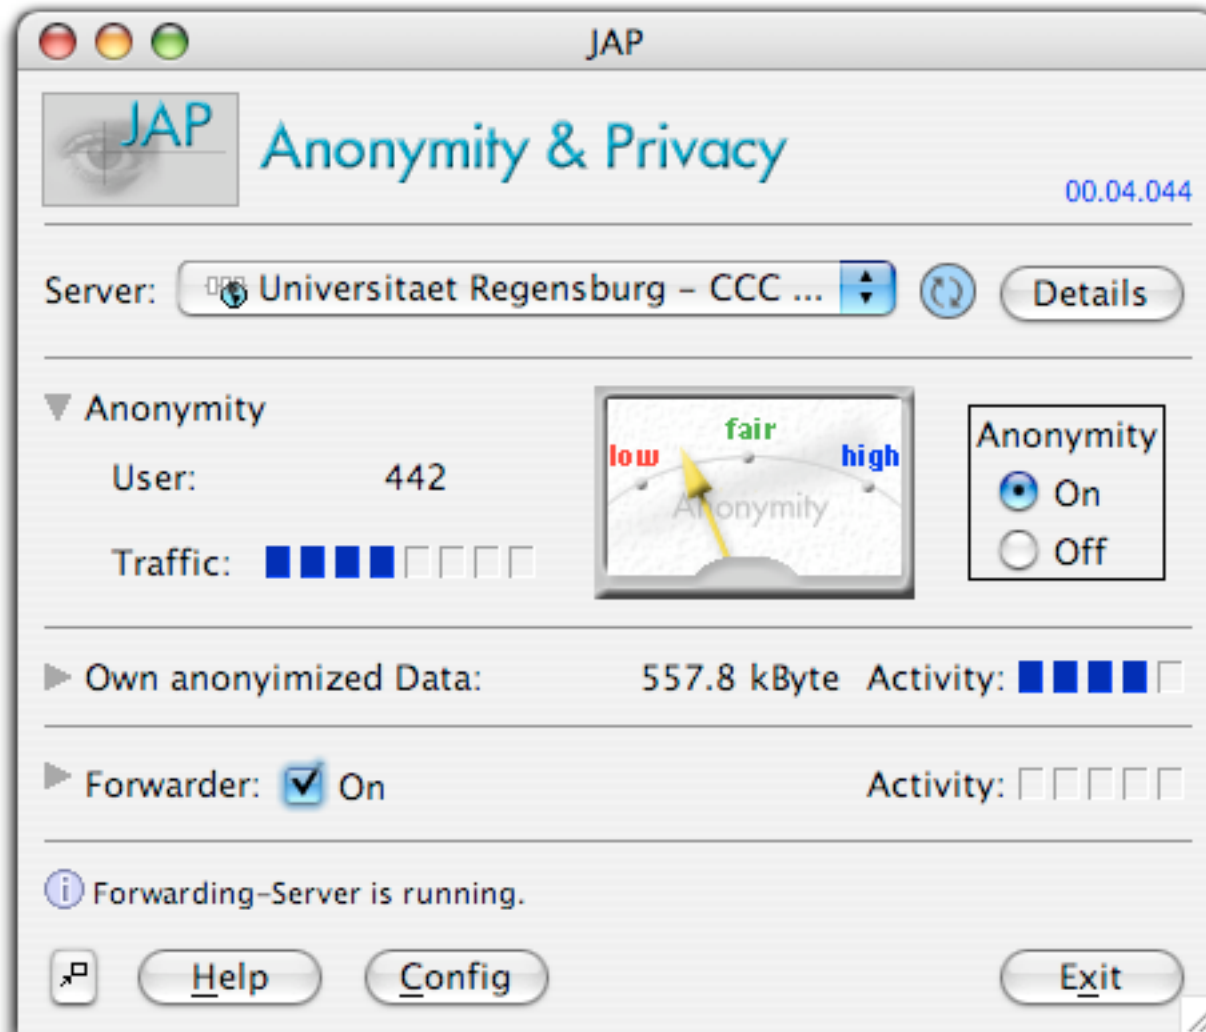 JAP
JAP
Anonymity & Privacy
00.04.044
Server: Universitaet Regensburg – CCC ... Details
Anonymity
User: 442
Traffic:
low fair high
Anonymity
Anonymity
On
Off
Own anonyimized Data: 557.8 kByte Activity:
Forwarder: On Activity:
Forwarding-Server is running.
Help Config Exit